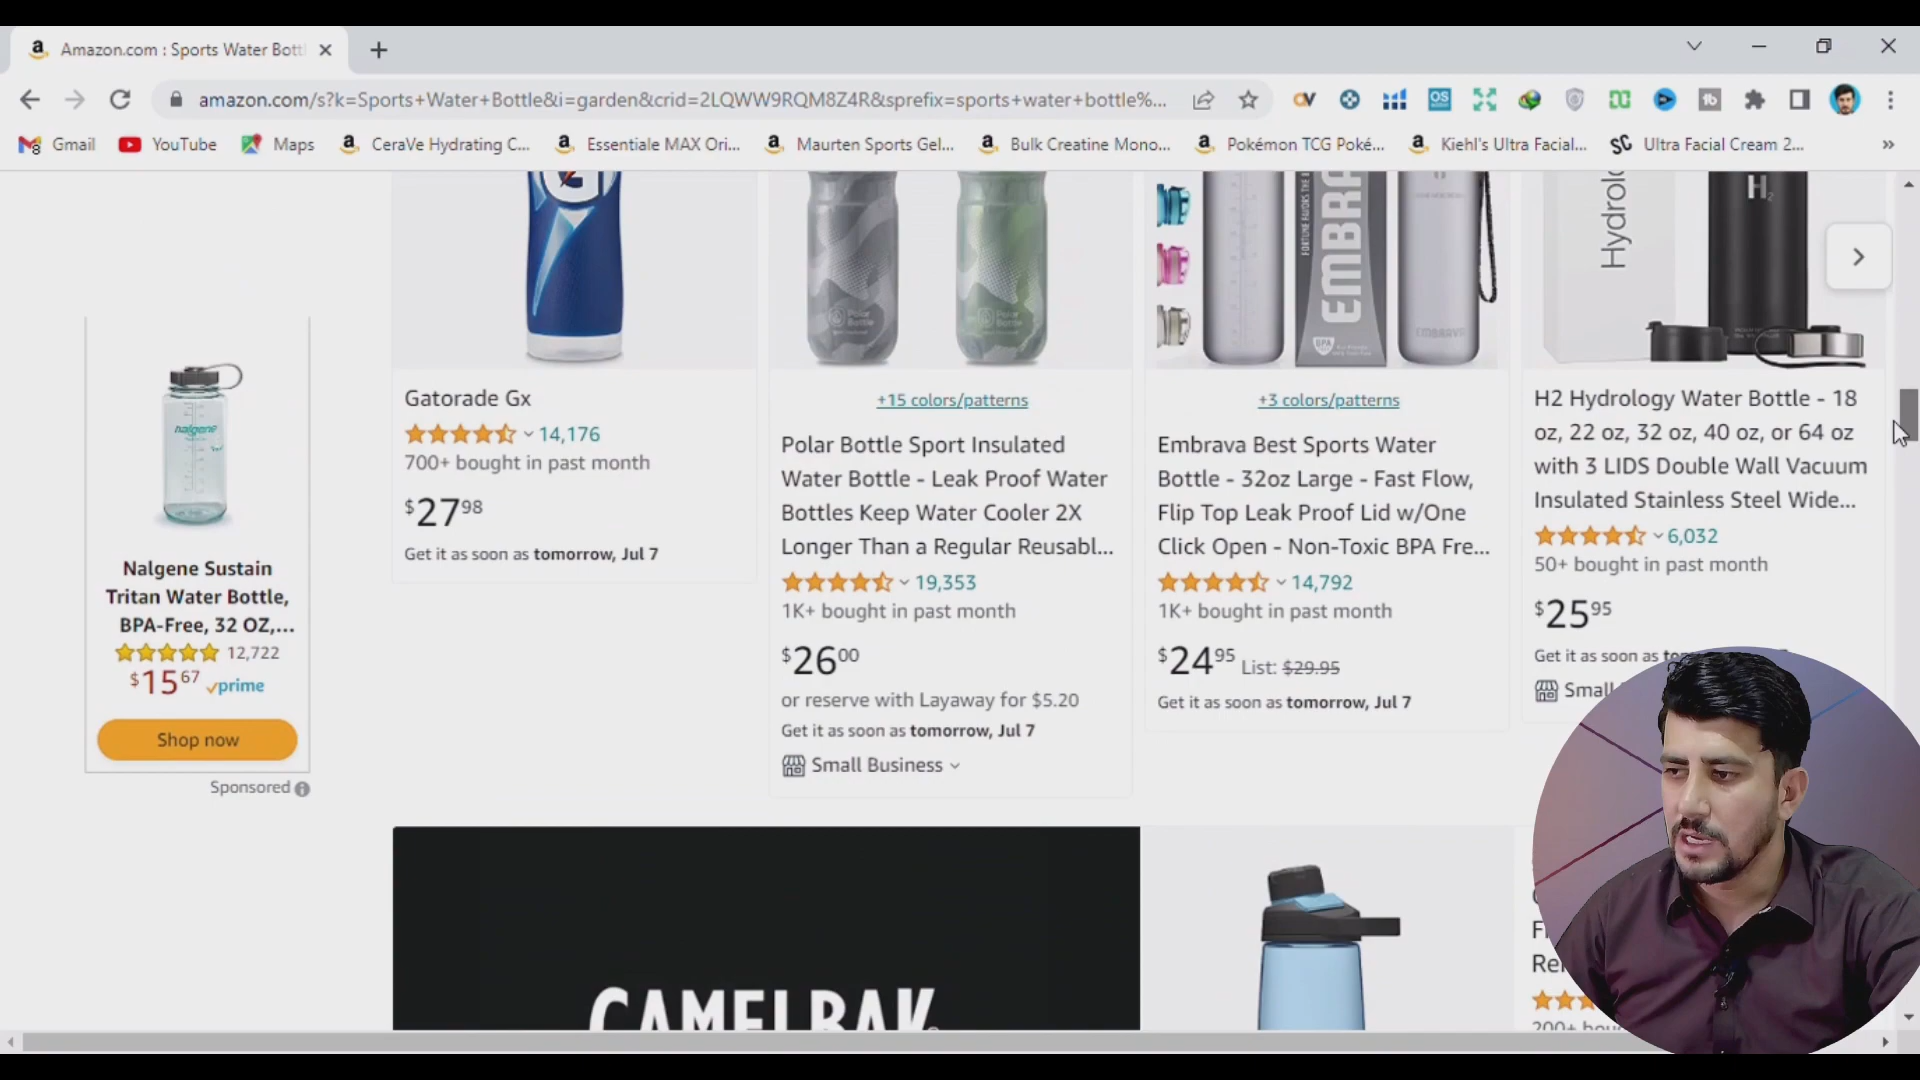 Amazon.com : Sports Water Bottl
amazon.com/s?k=Sports+Water+Bottle&i=garden&crid=2LQWW9RQM8Z4R&sprefix=sports+water+bottle%...
Gmail
YouTube
Maps
CeraVe Hydrating C...
Essentiale MAX Ori...
Maurten Sports Gel...
Bulk Creatine Mono...
Pokémon TCG Poké...
Kiehl's Ultra Facial...
Ultra Facial Cream 2...
»
EMBRAVA
Hydrolo
H2
nalgene
Nalgene Sustain
Tritan Water Bottle,
BPA-Free, 32 OZ,...
12,722
$15.67 prime
Shop now
Sponsored
Gatorade Gx
14,176
700+ bought in past month
$27.98
Get it as soon as tomorrow, Jul 7
+15 colors/patterns
Polar Bottle Sport Insulated
Water Bottle - Leak Proof Water
Bottles Keep Water Cooler 2X
Longer Than a Regular Reusabl...
19,353
1K+ bought in past month
$26.00
or reserve with Layaway for $5.20
Get it as soon as tomorrow, Jul 7
Small Business
+3 colors/patterns
Embrava Best Sports Water
Bottle - 32oz Large - Fast Flow,
Flip Top Leak Proof Lid w/One
Click Open - Non-Toxic BPA Fre...
14,792
1K+ bought in past month
$24.95 List: $29.95
Get it as soon as tomorrow, Jul 7
H2 Hydrology Water Bottle - 18
oz, 22 oz, 32 oz, 40 oz, or 64 oz
with 3 LIDS Double Wall Vacuum
Insulated Stainless Steel Wide...
6,032
50+ bought in past month
$25.95
Get it as soon as
Small
CAMELBAK
200+